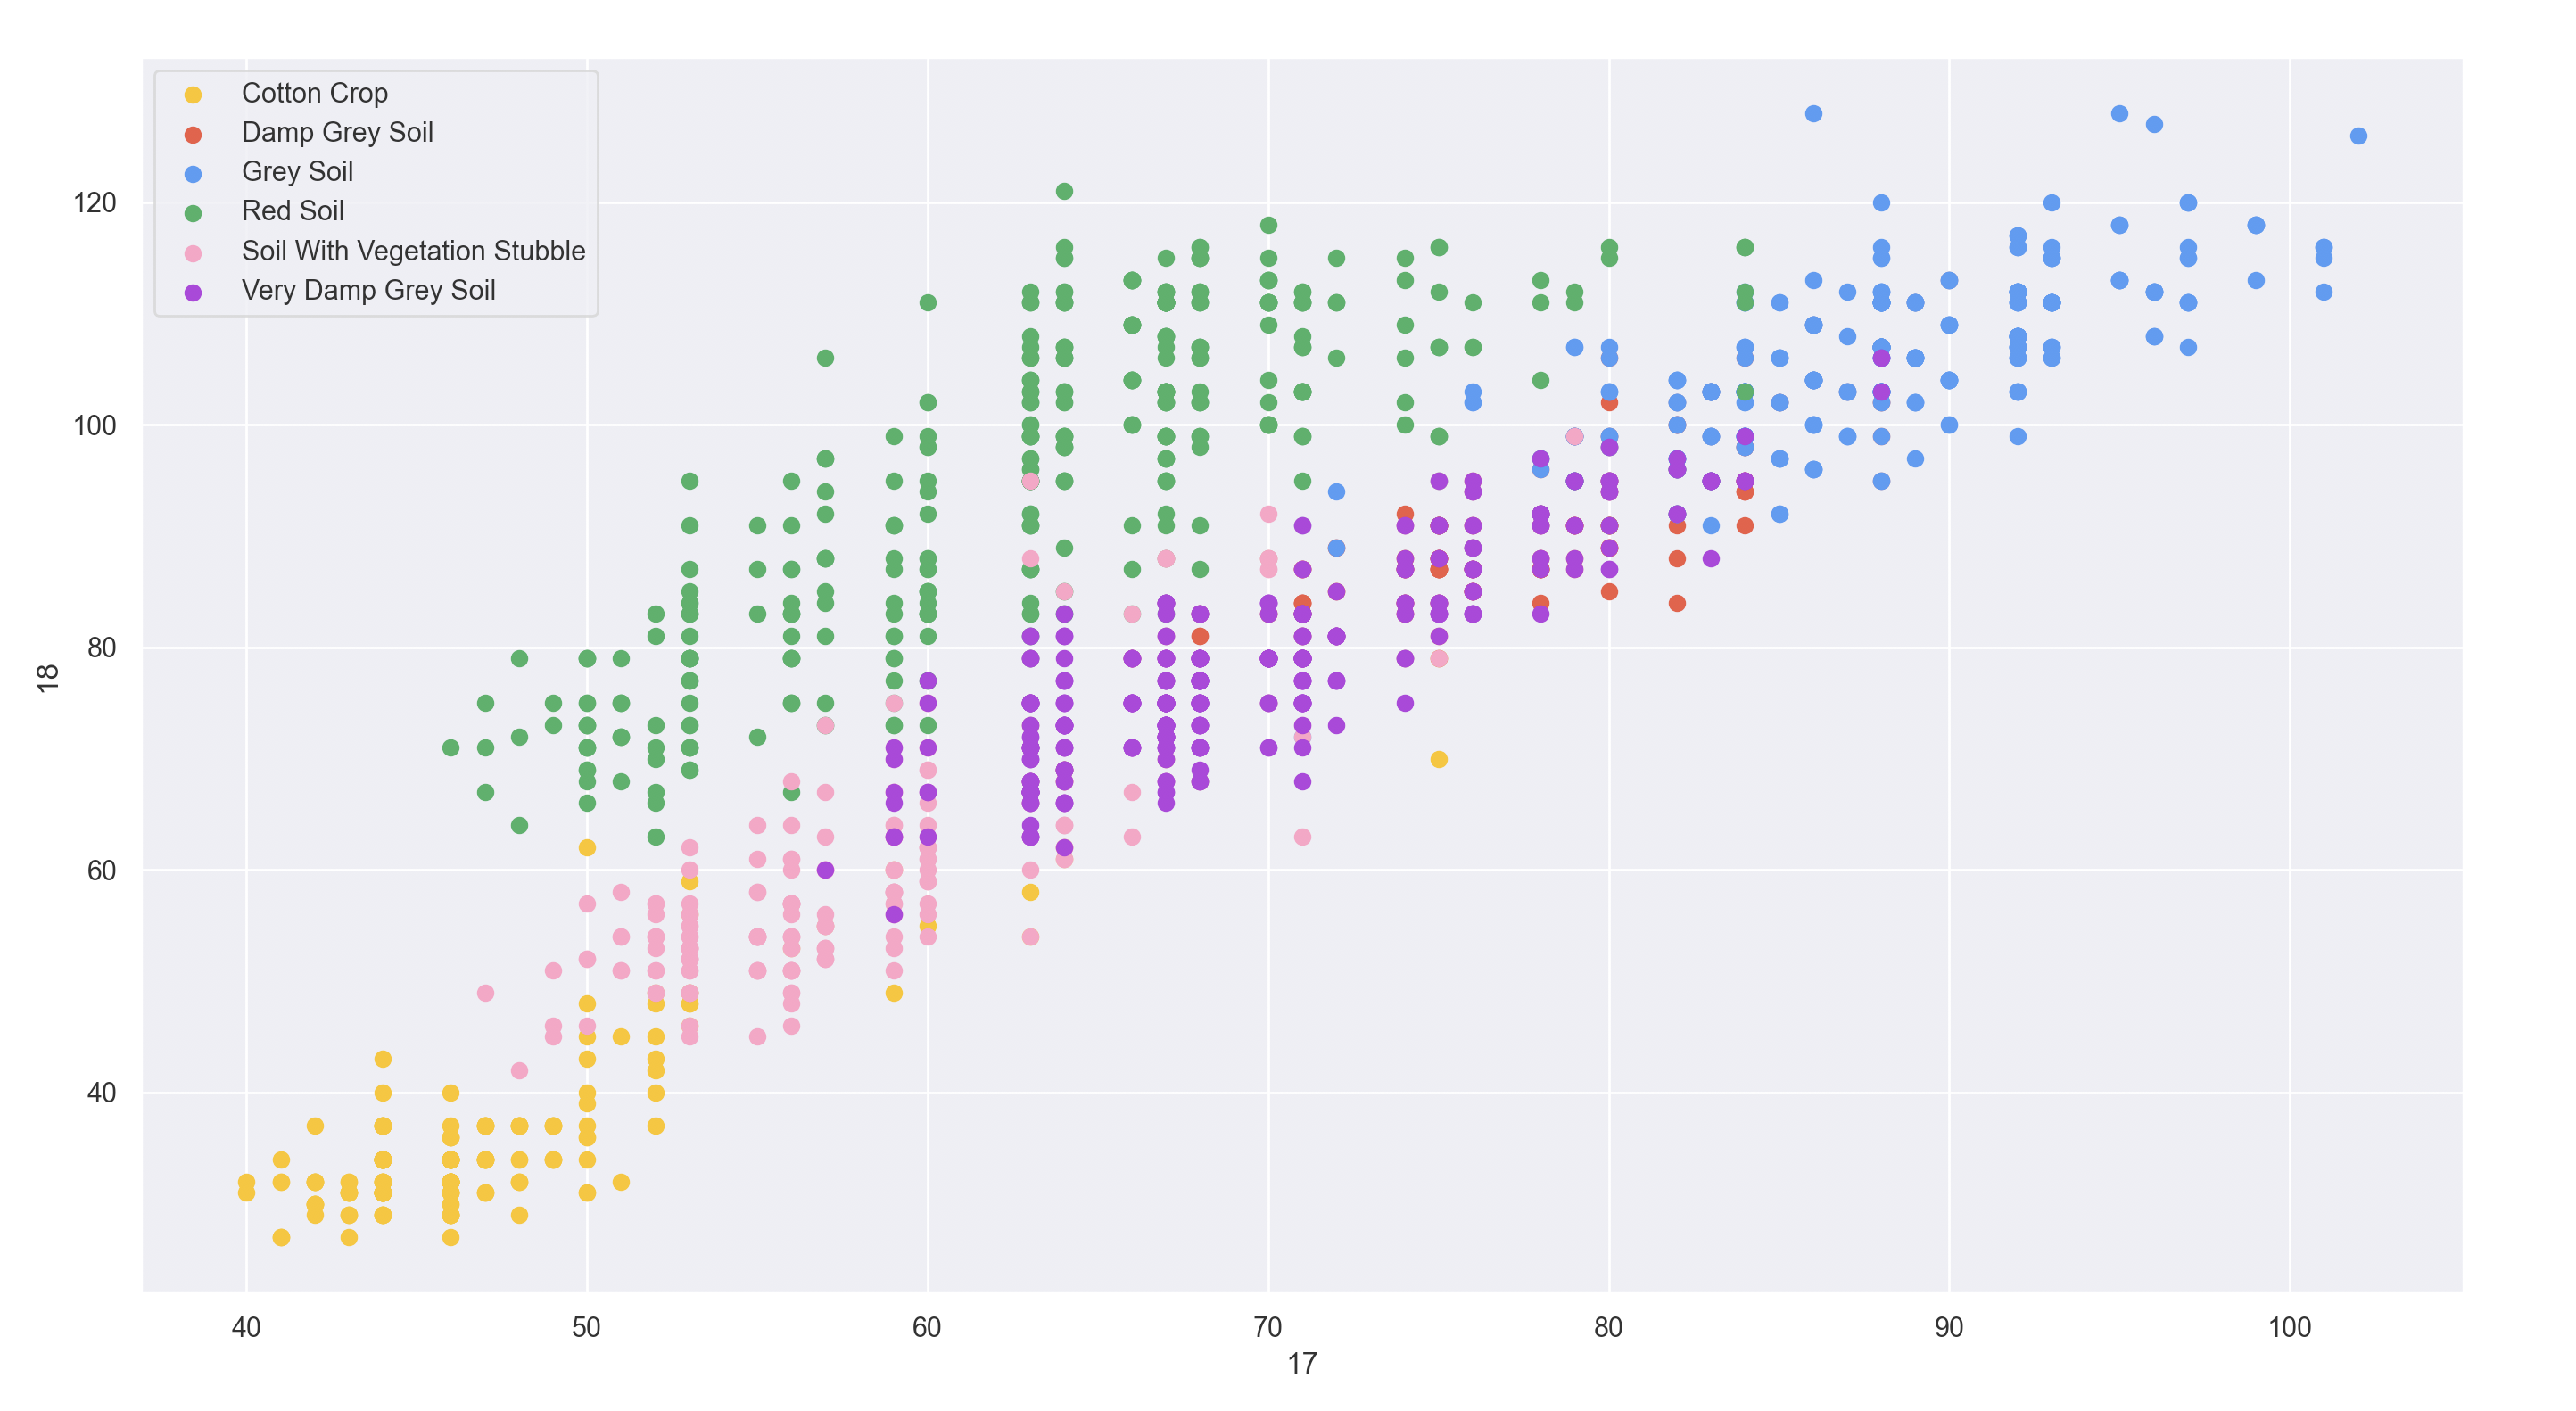 Cotton Crop
Damp Grey Soil
Grey Soil
Red Soil
Soil With Vegetation Stubble
Very Damp Grey Soil
120
100
80
60
40
18
40 50 60 70 80 90 100
17